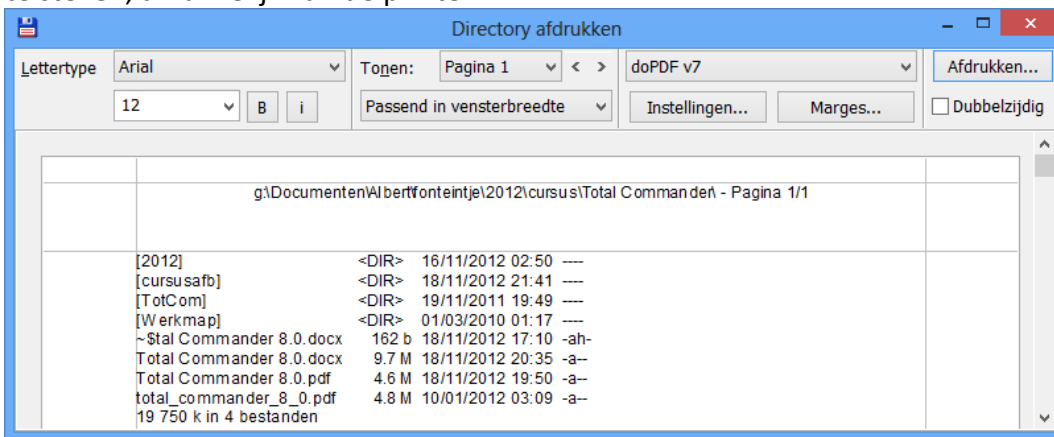 Directory afdrukken
Lettertype Arial Tonen: Pagina 1 < > doPDF v7 Afdrukken...
12 B i Passend in vensterbreedte Instellingen... Marges... Dubbelzijdig
g:\Documenten\Albert\fonteintje\2012\cursus\Total Commander\ - Pagina 1/1
[2012] <DIR> 16/11/2012 02:50 ----
[cursusafb] <DIR> 18/11/2012 21:41 ----
[TotCom] <DIR> 19/11/2011 19:49 ----
[Werkmap] <DIR> 01/03/2010 01:17 ----
~$tal Commander 8.0.docx 162 b 18/11/2012 17:10 -ah-
Total Commander 8.0.docx 9.7 M 18/11/2012 20:35 -a--
Total Commander 8.0.pdf 4.6 M 18/11/2012 19:50 -a--
total_commander_8_0.pdf 4.8 M 10/01/2012 03:09 -a--
19 750 k in 4 bestanden